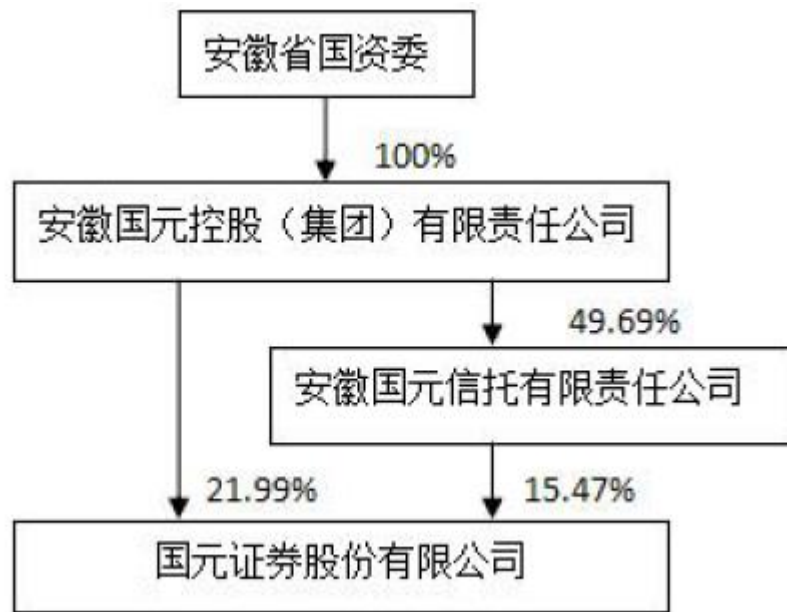 安徽省国资委
100%
安徽国元控股（集团）有限责任公司
49.69%
安徽国元信托有限责任公司
21.99%
15.47%
国元证券股份有限公司